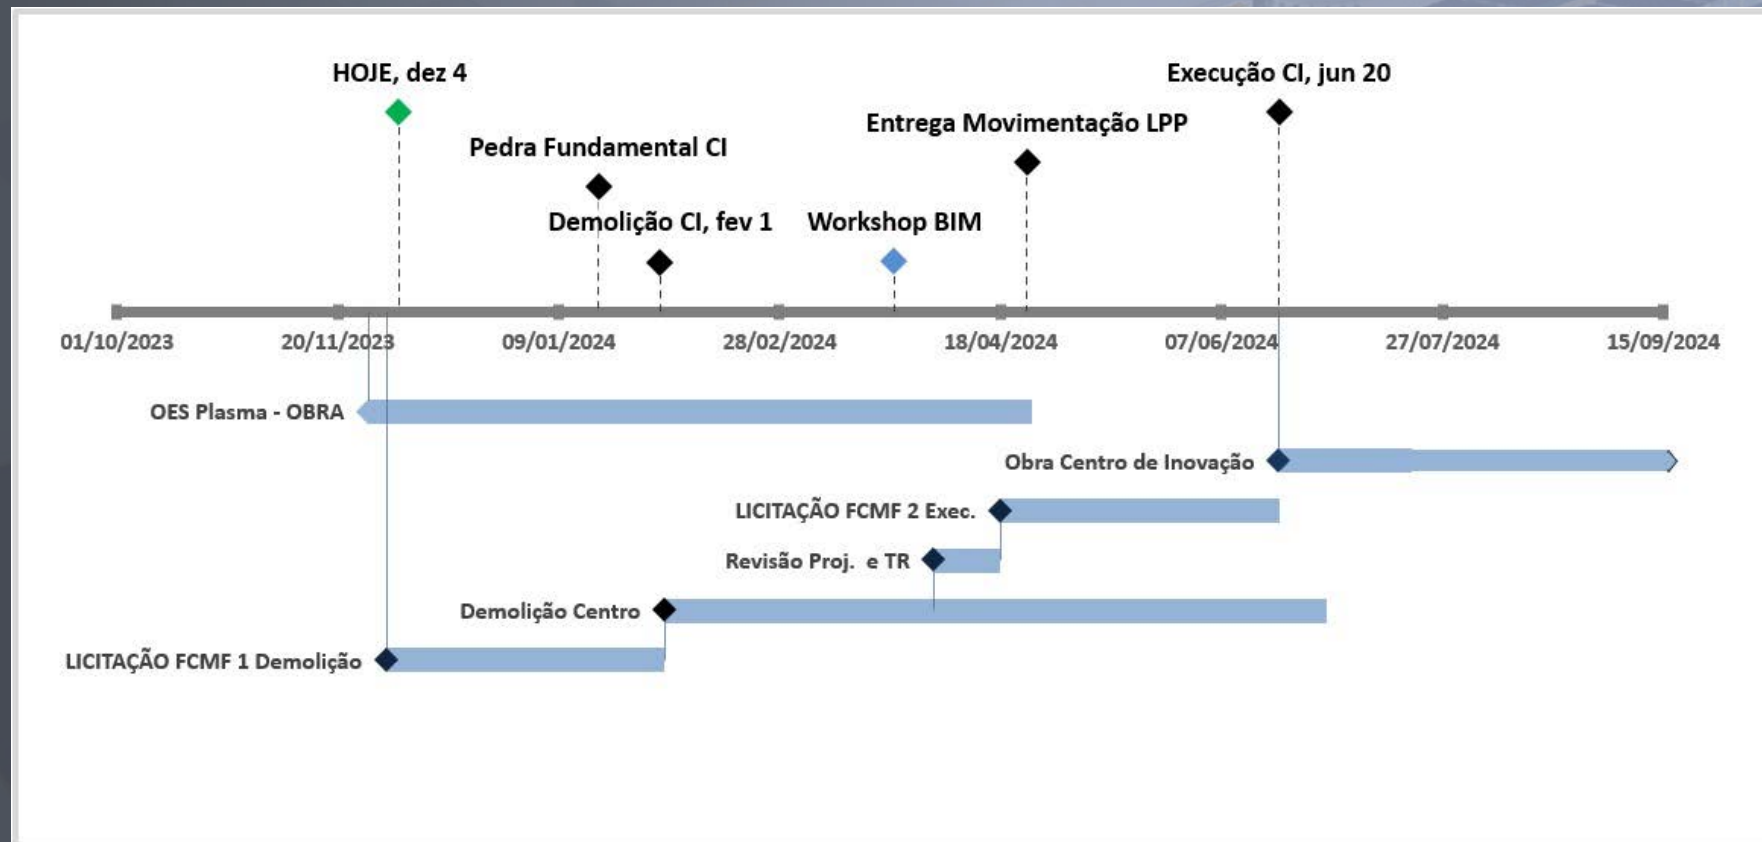 HOJE, dez 4
Execução CI, jun 20
Entrega Movimentação LPP
Pedra Fundamental CI
Demolição CI, fev 1
Workshop BIM
01/10/2023
20/11/2023
09/01/2024
28/02/2024
18/04/2024
07/06/2024
27/07/2024
15/09/2024
OES Plasma - OBRA
Obra Centro de Inovação
LICITAÇÃO FCMF 2 Exec.
Revisão Proj. e TR
Demolição Centro
LICITAÇÃO FCMF 1 Demolição